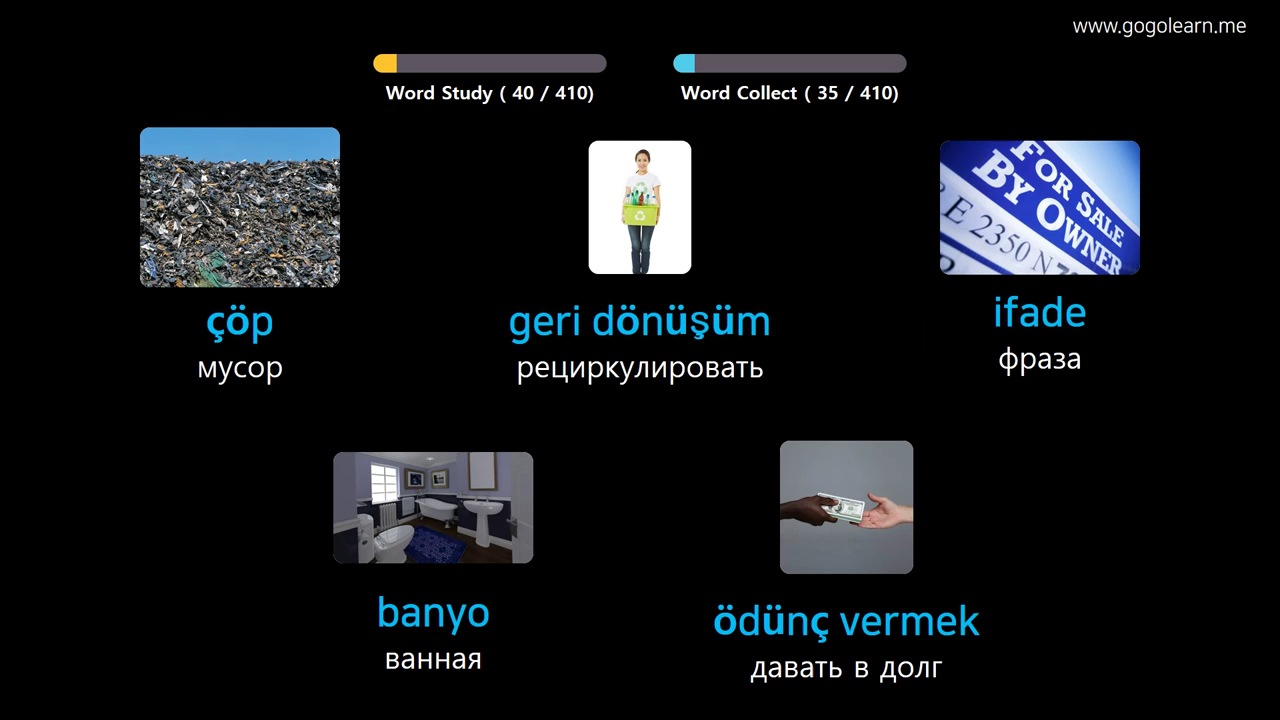 www.gogolearn.me
Word Study ( 40 / 410)
Word Collect ( 35 / 410)
FOR SALE
BY OWNER
E 2350 N
çöp
мусор
geri dönüşüm
рециркулировать
ifade
фраза
banyo
ванная
ödünç vermek
давать в долг